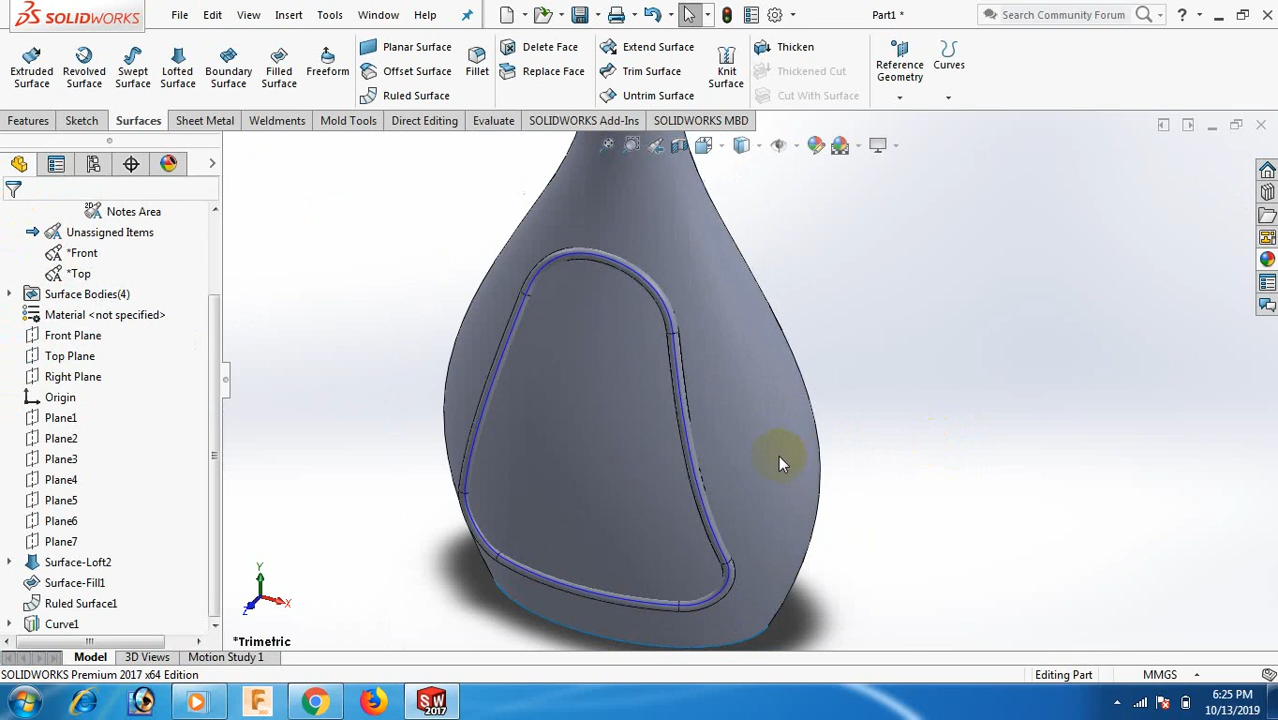 SOLIDWORKS File Edit View Insert Tools Window Help Part1 * Search Community Forum ?
Extruded Surface Revolved Surface Swept Surface Lofted Surface Boundary Surface Filled Surface Freeform
Planar Surface Offset Surface Ruled Surface
Fillet
Delete Face Replace Face
Extend Surface Trim Surface Untrim Surface
Knit Surface
Thicken Thickened Cut Cut With Surface
Reference Geometry Curves
Features Sketch Surfaces Sheet Metal Weldments Mold Tools Direct Editing Evaluate SOLIDWORKS Add-Ins SOLIDWORKS MBD
Notes Area
Unassigned Items
*Front
*Top
Surface Bodies(4)
Material <not specified>
Front Plane
Top Plane
Right Plane
Origin
Plane1
Plane2
Plane3
Plane4
Plane5
Plane6
Plane7
Surface-Loft2
Surface-Fill1
Ruled Surface1
Curve1
Y
X
Z
*Trimetric
Model 3D Views Motion Study 1
SOLIDWORKS Premium 2017 x64 Edition Editing Part MMGS
SW 2017
6:25 PM
10/13/2019